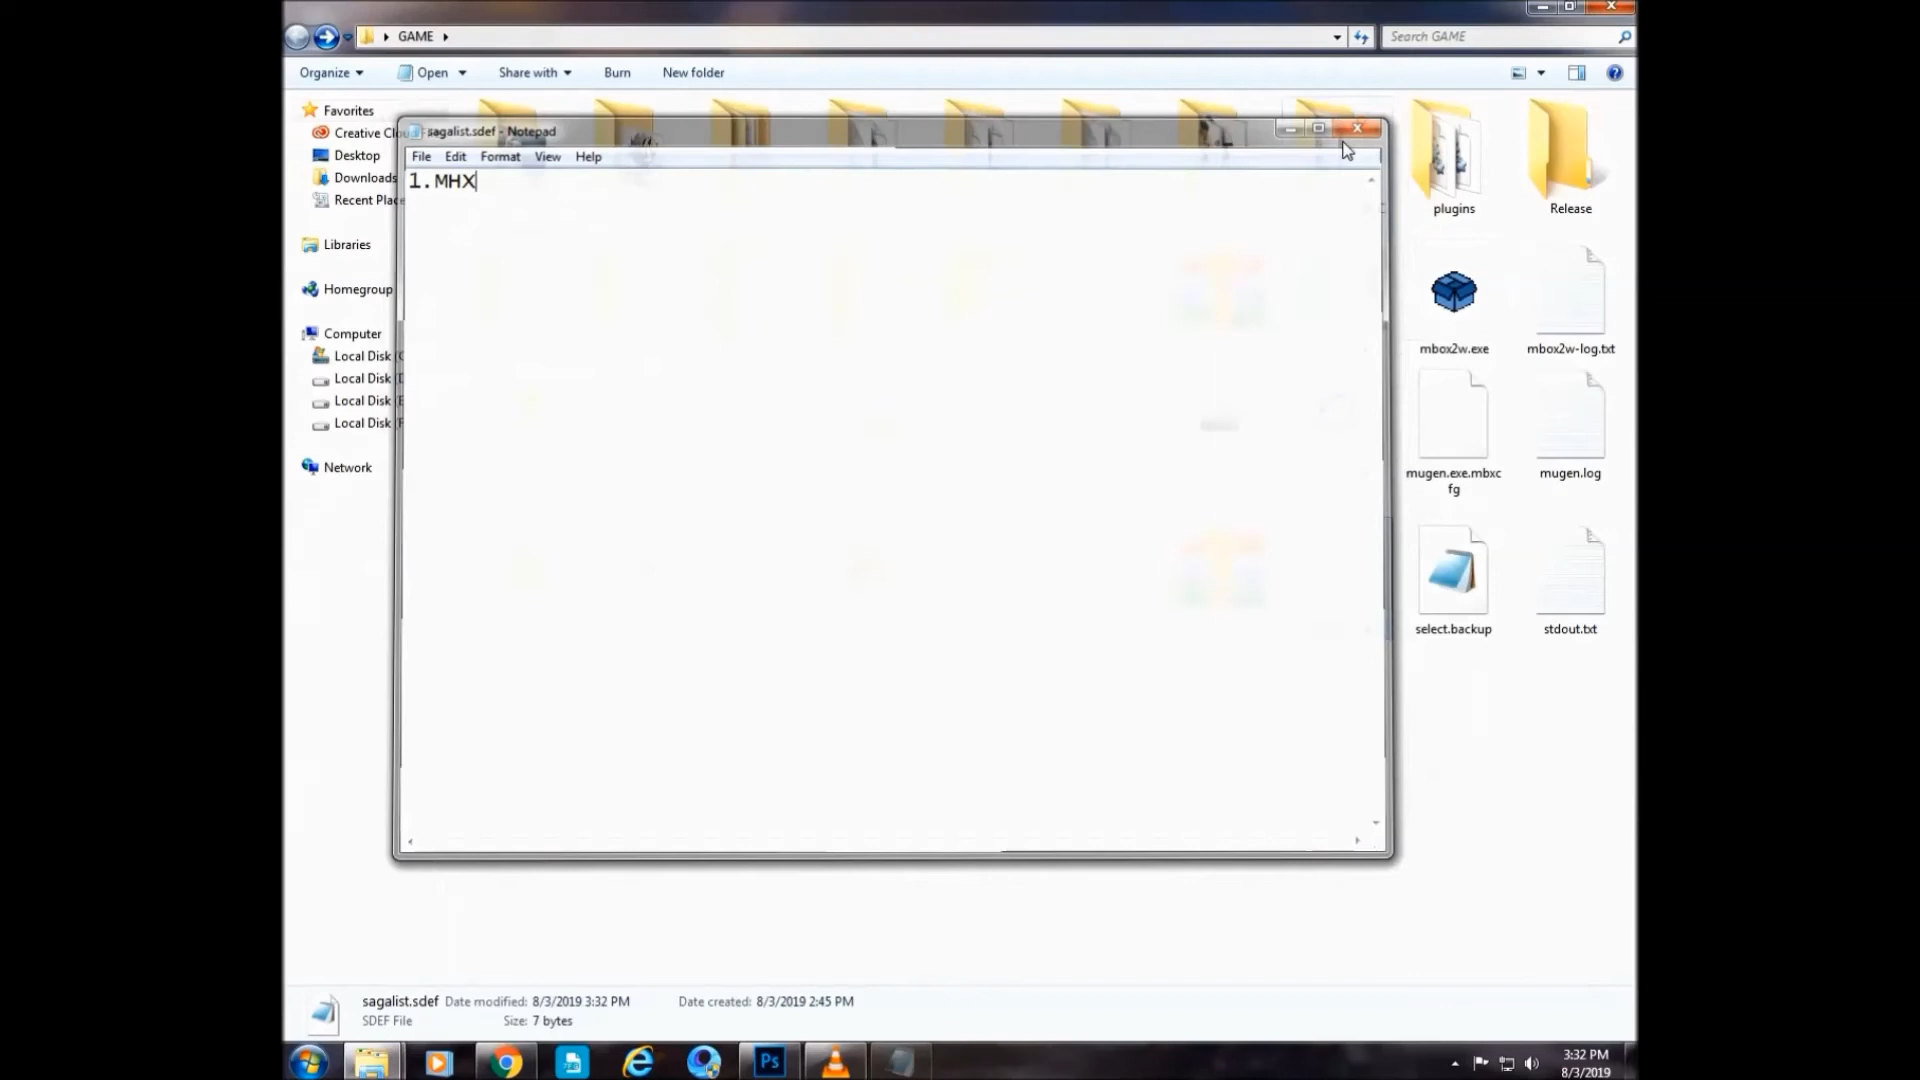 GAME
Search GAME
Organize
Open
Share with
Burn
New folder
Favorites
Creative Clou
Desktop
Downloads
Recent Plac
Libraries
Homegroup
Computer
Local Disk (C
Local Disk (D
Local Disk (E
Local Disk (F
Network
sagalist.sdef - Notepad
File Edit Format View Help
1.MHX
plugins
Release
mbox2w.exe
mbox2w-log.txt
mugen.exe.mbxc
fg
mugen.log
select.backup
stdout.txt
sagalist.sdef Date modified: 8/3/2019 3:32 PM Date created: 8/3/2019 2:45 PM
SDEF File Size: 7 bytes
Ps
3:32 PM
8/3/2019